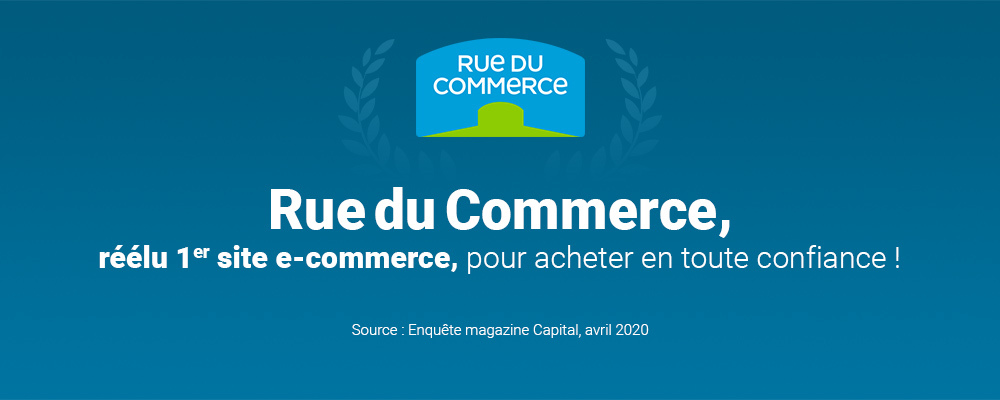 RUE DU
COMMERCE
Rue du Commerce,
réélu 1er site e-commerce, pour acheter en toute confiance !
Source : Enquête magazine Capital, avril 2020